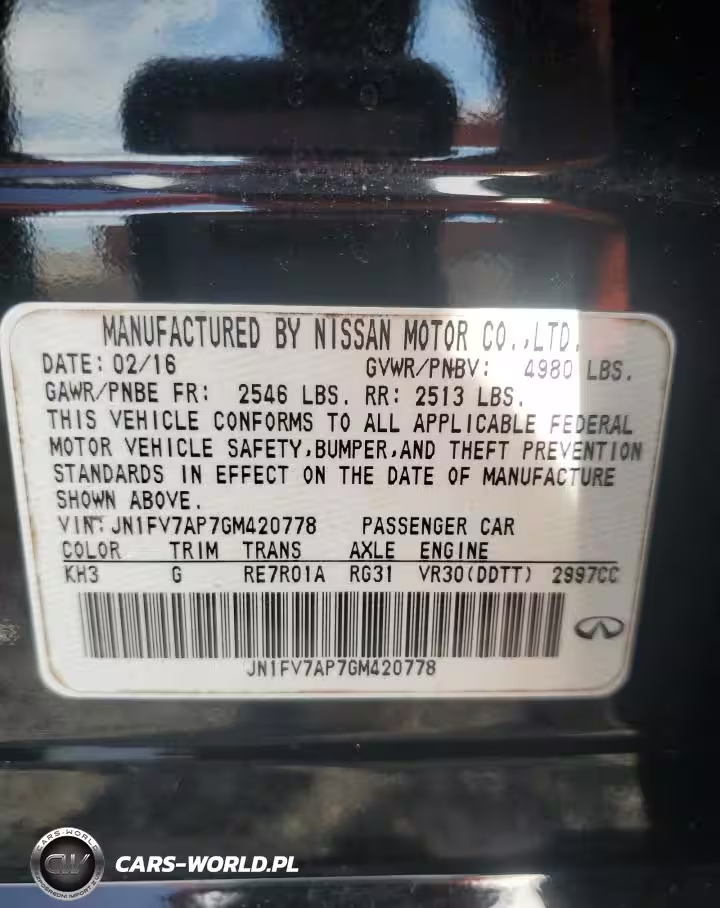 MANUFACTURED BY NISSAN MOTOR CO.,LTD.
DATE: 02/16 GVWR/PNBV: 4980 LBS.
GAWR/PNBE FR: 2546 LBS. RR: 2513 LBS.
THIS VEHICLE CONFORMS TO ALL APPLICABLE FEDERAL
MOTOR VEHICLE SAFETY,BUMPER,AND THEFT PREVENTION
STANDARDS IN EFFECT ON THE DATE OF MANUFACTURE
SHOWN ABOVE.
VIN: JN1FV7AP7GM420778 PASSENGER CAR
COLOR TRIM TRANS AXLE ENGINE
KH3 G RE7R01A RG31 VR30(DDTT) 2997CC
JN1FV7AP7GM420778
CARS-WORLD
CW
CARS-WORLD.PL